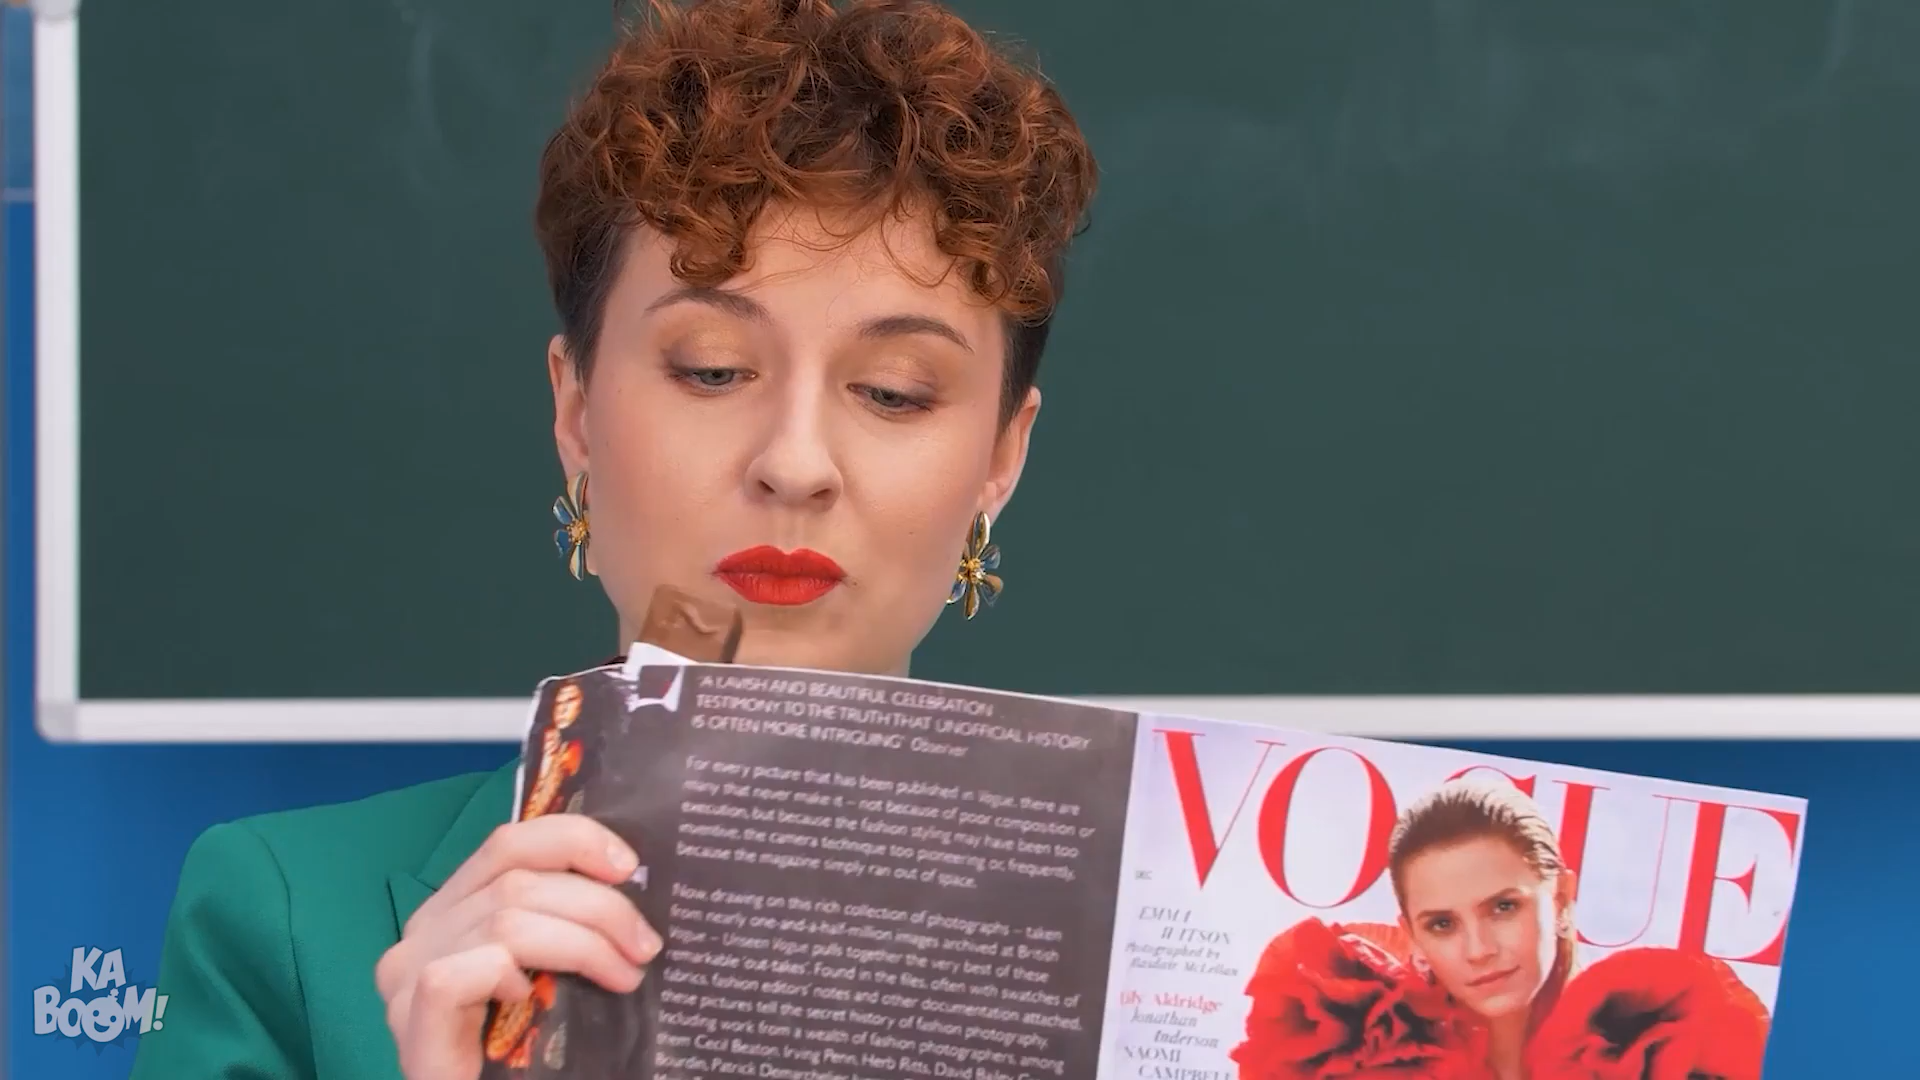 'A LAVISH AND BEAUTIFUL CELEBRATION
TESTIMONY TO THE TRUTH THAT UNOFFICIAL HISTORY
IS OFTEN MORE INTRIGUING' Observer
For every picture that has been published in Vogue, there are
many that never make it – not because of poor composition or
execution, but because the fashion styling may have been too
inventive, the camera technique too pioneering or, frequently,
because the magazine simply ran out of space.
Now, drawing on this rich collection of photographs – taken
from nearly one-and-a-half-million images archived at British
Vogue – Unseen Vogue pulls together the very best of these
remarkable 'out-takes'. Found in the files, often with swatches of
fabrics, fashion editors' notes and other documentation attached,
these pictures tell the secret history of fashion photography.
Including work from a wealth of fashion photographers, among
them Cecil Beaton, Irving Penn, Herb Ritts, David Bailey, Guy
Bourdin, Patrick Demarchelier
VOGUE
DEC
EMMA
WATSON
Photographed by
Alasdair McLellan
Lily Aldridge
Jonathan
Anderson
NAOMI
CAMPBELL
KA
BOOM!